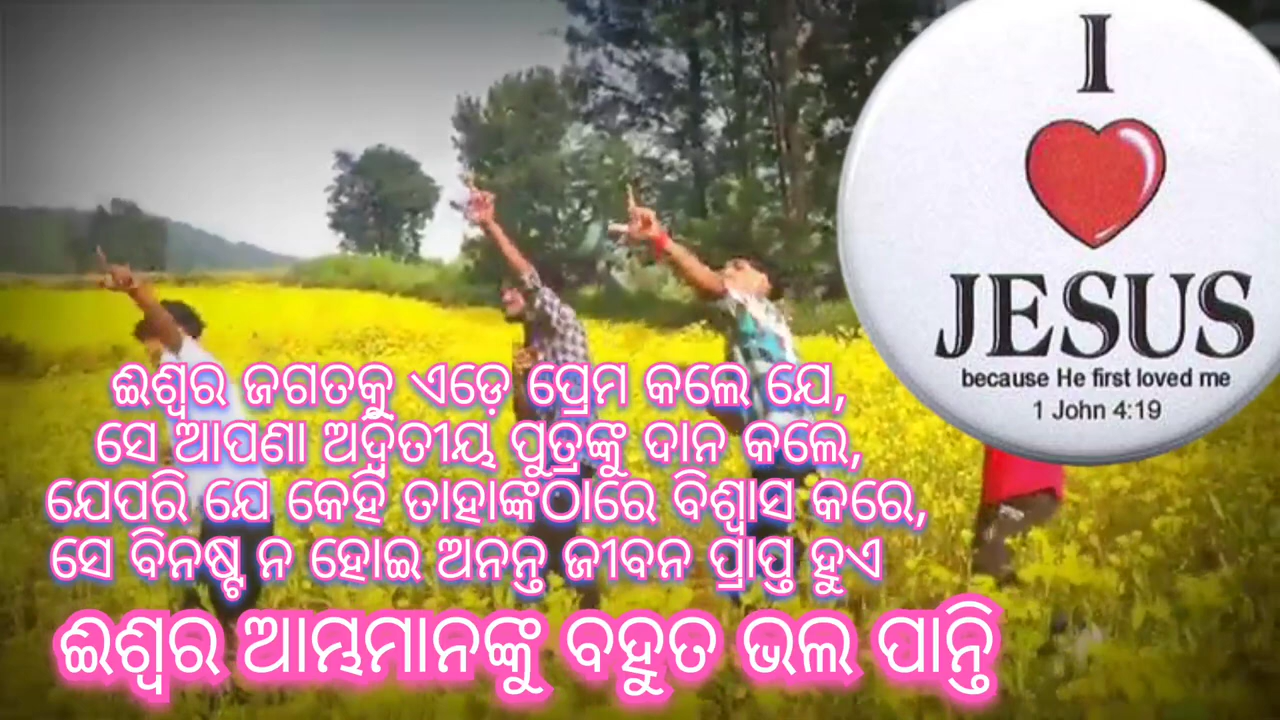 I
JESUS
because He first loved me
1 John 4:19
ଈଶ୍ୱର ଜଗତକୁ ଏଡ଼େ ପ୍ରେମ କଲେ ଯେ,
ସେ ଆପଣା ଅଦ୍ୱିତୀୟ ପୁତ୍ରଙ୍କୁ ଦାନ କଲେ,
ଯେପରି ଯେ କେହି ତାହାଙ୍କଠାରେ ବିଶ୍ୱାସ କରେ,
ସେ ବିନଷ୍ଟ ନ ହୋଇ ଅନନ୍ତ ଜୀବନ ପ୍ରାପ୍ତ ହୁଏ
ଈଶ୍ୱର ଆମ୍ଭମାନଙ୍କୁ ବହୁତ ଭଲ ପାନ୍ତି